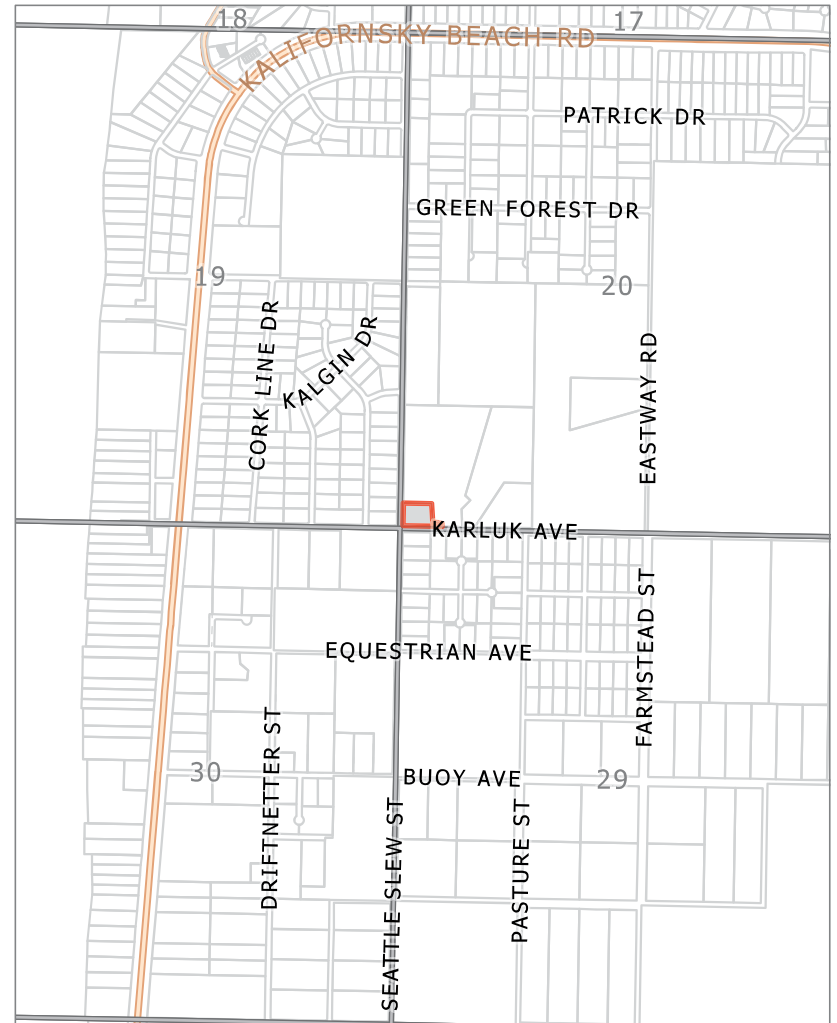 18
17
KALIFORNSKY BEACH RD
PATRICK DR
GREEN FOREST DR
19
20
CORK LINE DR
KALGIN DR
EASTWAY RD
KARLUK AVE
FARMSTEAD ST
EQUESTRIAN AVE
DRIFTNETTER ST
30
BUOY AVE
29
SEATTLE SLEW ST
PASTURE ST